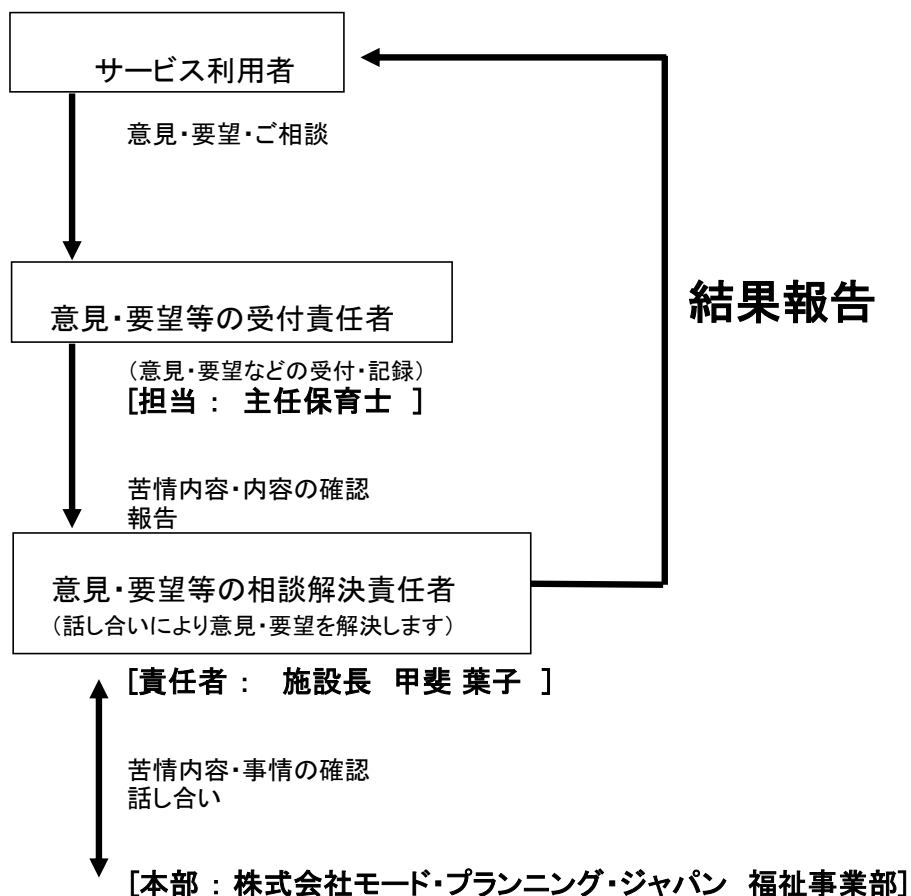 サービス利用者
意見・要望・ご相談
意見・要望等の受付責任者
（意見・要望などの受付・記録）
[担当 ： 主任保育士 ]
苦情内容・内容の確認
報告
意見・要望等の相談解決責任者
（話し合いにより意見・要望を解決します）
[責任者 ： 施設長 甲斐 葉子 ]
苦情内容・事情の確認
話し合い
[本部 ： 株式会社モード・プランニング・ジャパン 福祉事業部]
結果報告